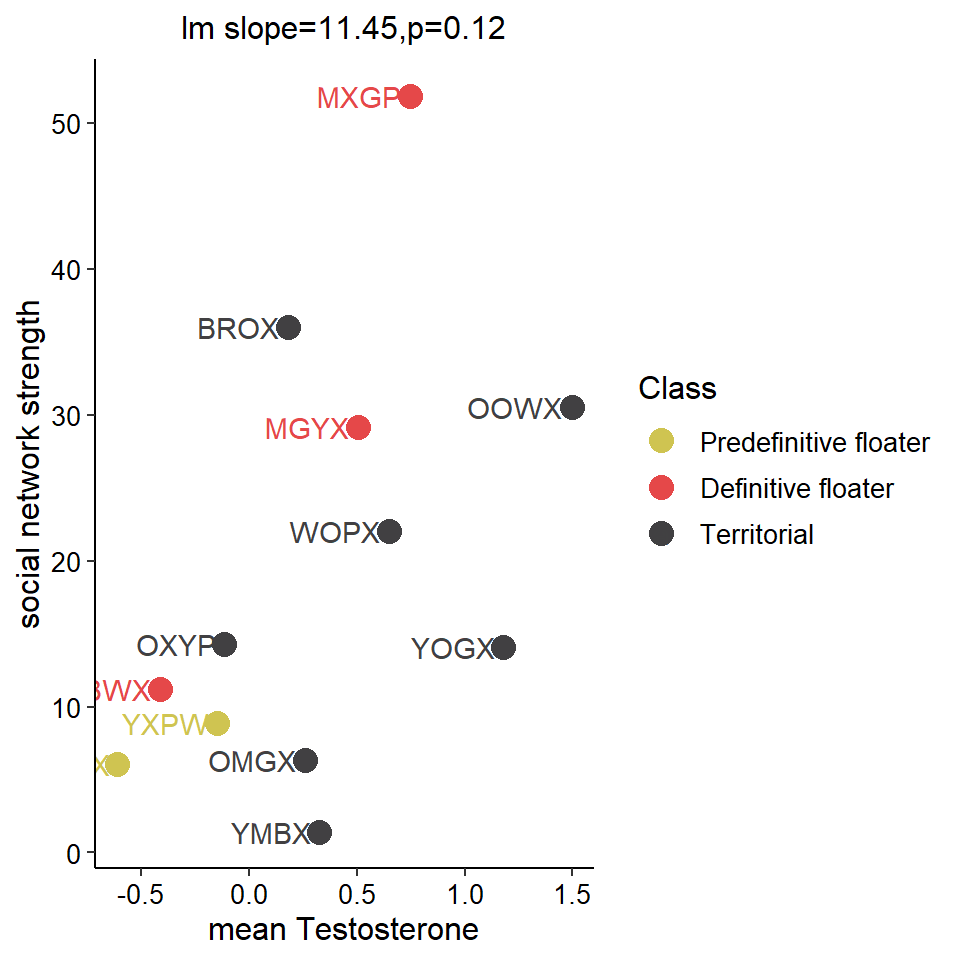 lm slope=11.45,p=0.12
social network strength
50
40
30
20
10
0
MXGP
BROX
OOWX
MGYX
WOPX
OXYP
YOGX
BWX
YXPW
OMGX
X
YMBX
-0.5 0.0 0.5 1.0 1.5
mean Testosterone
Class
Predefinitive floater
Definitive floater
Territorial